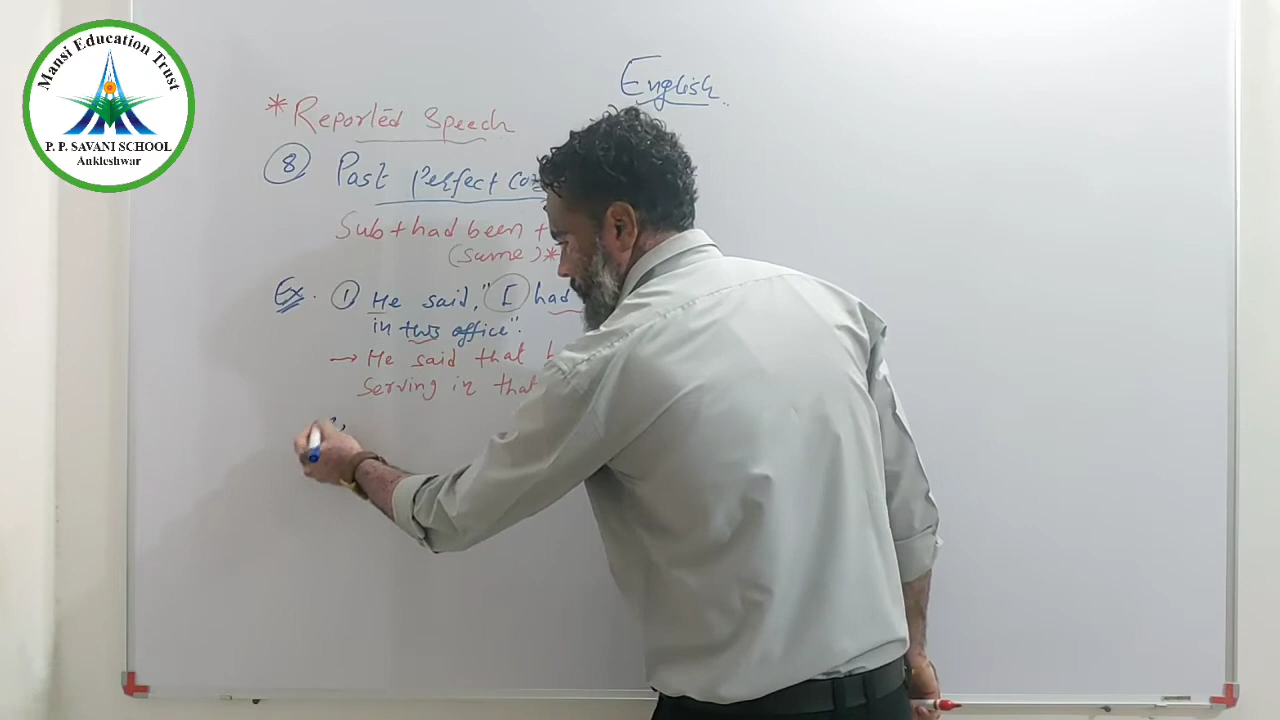 Mansi Education Trust
P. P. SAVANI SCHOOL
Ankleshwar
English
* Reported Speech
8 Past Perfect
Sub + had been +
(same) *
Ex. 1 He said, "I had
in this office".
→ He said that
Serving in that